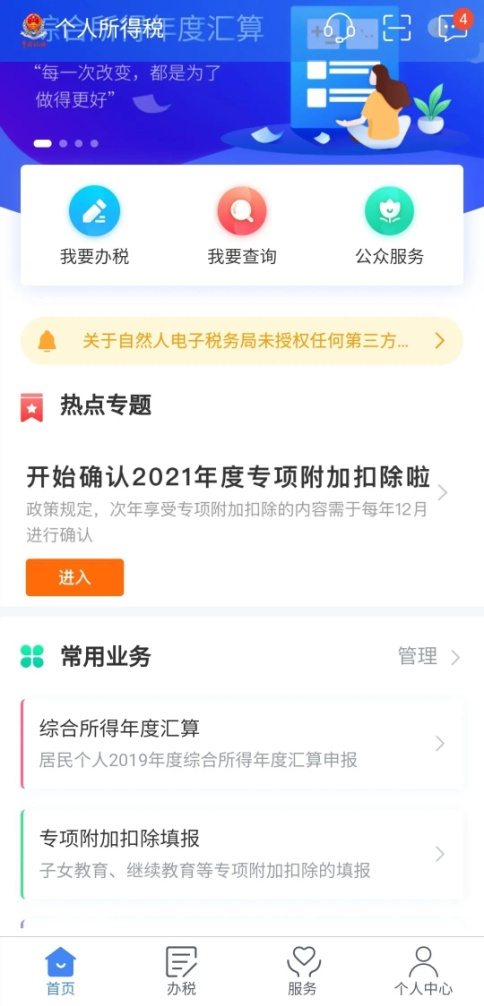 综合所得年度汇算
个人所得税
4
“每一次改变，都是为了
做得更好”
我要办税
我要查询
公众服务
关于自然人电子税务局未授权任何第三方...
热点专题
开始确认2021年度专项附加扣除啦
政策规定，次年享受专项附加扣除的内容需于每年12月
进行确认
进入
常用业务
管理
综合所得年度汇算
居民个人2019年度综合所得年度汇算申报
专项附加扣除填报
子女教育、继续教育等专项附加扣除的填报
首页
办税
服务
个人中心